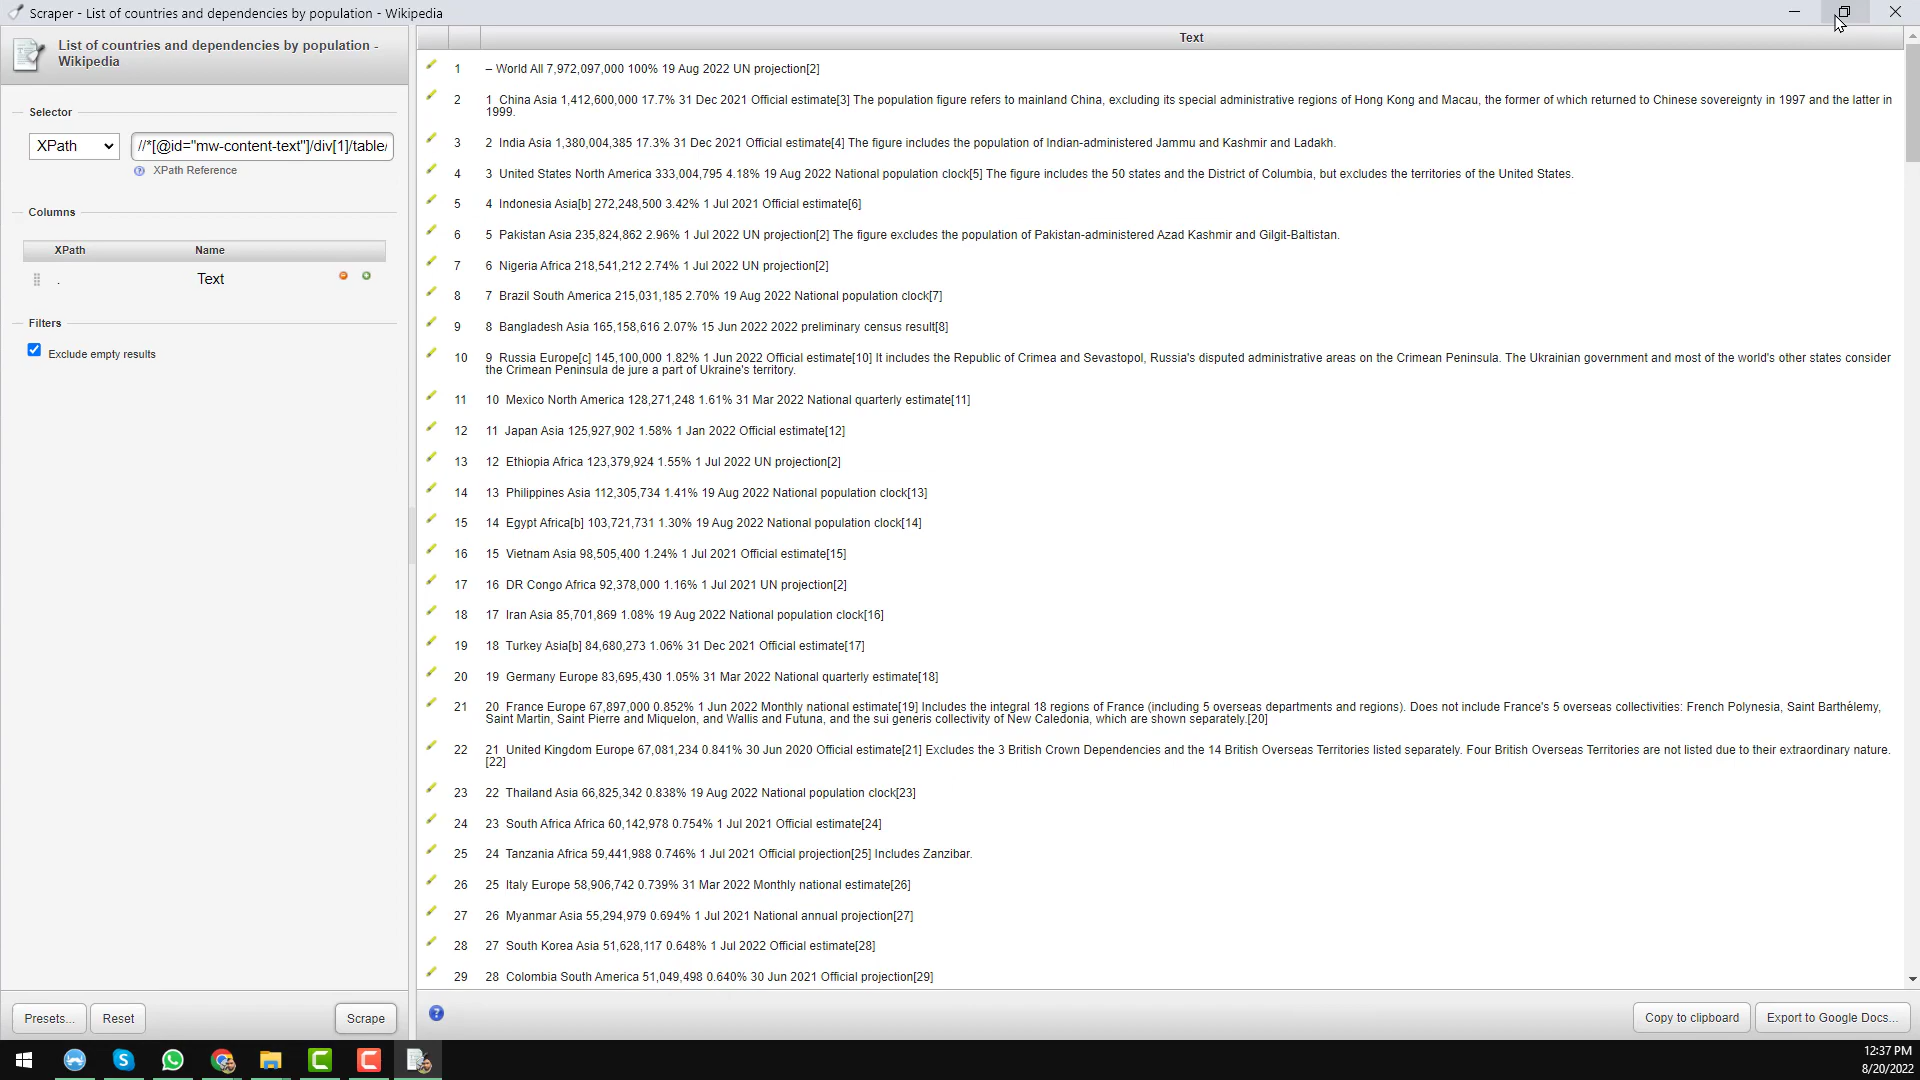 Scraper - List of countries and dependencies by population - Wikipedia
List of countries and dependencies by population -
Wikipedia
Selector
XPath
//*[@id="mw-content-text"]/div[1]/table/
XPath Reference
Columns
XPath Name
. Text
Filters
Exclude empty results
Presets...
Reset
Scrape
Text
1 – World All 7,972,097,000 100% 19 Aug 2022 UN projection[2]
2 1 China Asia 1,412,600,000 17.7% 31 Dec 2021 Official estimate[3] The population figure refers to mainland China, excluding its special administrative regions of Hong Kong and Macau, the former of which returned to Chinese sovereignty in 1997 and the latter in
1999.
3 2 India Asia 1,380,004,385 17.3% 31 Dec 2021 Official estimate[4] The figure includes the population of Indian-administered Jammu and Kashmir and Ladakh.
4 3 United States North America 333,004,795 4.18% 19 Aug 2022 National population clock[5] The figure includes the 50 states and the District of Columbia, but excludes the territories of the United States.
5 4 Indonesia Asia[b] 272,248,500 3.42% 1 Jul 2021 Official estimate[6]
6 5 Pakistan Asia 235,824,862 2.96% 1 Jul 2022 UN projection[2] The figure excludes the population of Pakistan-administered Azad Kashmir and Gilgit-Baltistan.
7 6 Nigeria Africa 218,541,212 2.74% 1 Jul 2022 UN projection[2]
8 7 Brazil South America 215,031,185 2.70% 19 Aug 2022 National population clock[7]
9 8 Bangladesh Asia 165,158,616 2.07% 15 Jun 2022 2022 preliminary census result[8]
10 9 Russia Europe[c] 145,100,000 1.82% 1 Jun 2022 Official estimate[10] It includes the Republic of Crimea and Sevastopol, Russia's disputed administrative areas on the Crimean Peninsula. The Ukrainian government and most of the world's other states consider
the Crimean Peninsula de jure a part of Ukraine's territory.
11 10 Mexico North America 128,271,248 1.61% 31 Mar 2022 National quarterly estimate[11]
12 11 Japan Asia 125,927,902 1.58% 1 Jan 2022 Official estimate[12]
13 12 Ethiopia Africa 123,379,924 1.55% 1 Jul 2022 UN projection[2]
14 13 Philippines Asia 112,305,734 1.41% 19 Aug 2022 National population clock[13]
15 14 Egypt Africa[b] 103,721,731 1.30% 19 Aug 2022 National population clock[14]
16 15 Vietnam Asia 98,505,400 1.24% 1 Jul 2021 Official estimate[15]
17 16 DR Congo Africa 92,378,000 1.16% 1 Jul 2021 UN projection[2]
18 17 Iran Asia 85,701,869 1.08% 19 Aug 2022 National population clock[16]
19 18 Turkey Asia[b] 84,680,273 1.06% 31 Dec 2021 Official estimate[17]
20 19 Germany Europe 83,695,430 1.05% 31 Mar 2022 National quarterly estimate[18]
21 20 France Europe 67,897,000 0.852% 1 Jun 2022 Monthly national estimate[19] Includes the integral 18 regions of France (including 5 overseas departments and regions). Does not include France's 5 overseas collectivities: French Polynesia, Saint Barthélemy,
Saint Martin, Saint Pierre and Miquelon, and Wallis and Futuna, and the sui generis collectivity of New Caledonia, which are shown separately.[20]
22 21 United Kingdom Europe 67,081,234 0.841% 30 Jun 2020 Official estimate[21] Excludes the 3 British Crown Dependencies and the 14 British Overseas Territories listed separately. Four British Overseas Territories are not listed due to their extraordinary nature.
[22]
23 22 Thailand Asia 66,825,342 0.838% 19 Aug 2022 National population clock[23]
24 23 South Africa Africa 60,142,978 0.754% 1 Jul 2021 Official estimate[24]
25 24 Tanzania Africa 59,441,988 0.746% 1 Jul 2021 Official projection[25] Includes Zanzibar.
26 25 Italy Europe 58,906,742 0.739% 31 Mar 2022 Monthly national estimate[26]
27 26 Myanmar Asia 55,294,979 0.694% 1 Jul 2021 National annual projection[27]
28 27 South Korea Asia 51,628,117 0.648% 1 Jul 2022 Official estimate[28]
29 28 Colombia South America 51,049,498 0.640% 30 Jun 2021 Official projection[29]
Copy to clipboard
Export to Google Docs...
12:37 PM
8/20/2022